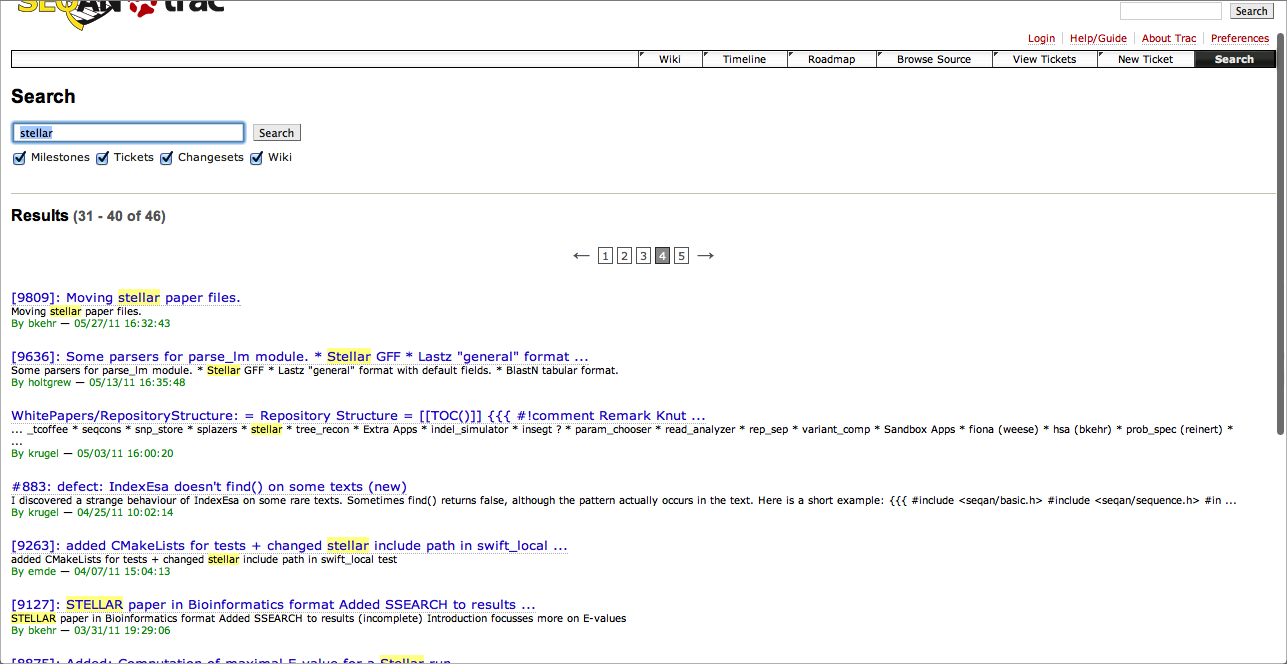 SEQAN trac
Search
Login Help/Guide About Trac Preferences
Wiki Timeline Roadmap Browse Source View Tickets New Ticket Search
Search
stellar Search
Milestones Tickets Changesets Wiki
Results (31 - 40 of 46)
← 1 2 3 4 5 →
[9809]: Moving stellar paper files.
Moving stellar paper files.
By bkehr — 05/27/11 16:32:43
[9636]: Some parsers for parse_lm module. * Stellar GFF * Lastz "general" format ...
Some parsers for parse_lm module. * Stellar GFF * Lastz "general" format with default fields. * BlastN tabular format.
By holtgrew — 05/13/11 16:35:48
WhitePapers/RepositoryStructure: = Repository Structure = [[TOC()]] {{{ #!comment Remark Knut ...
... _tcoffee * seqcons * snp_store * splazers * stellar * tree_recon * Extra Apps * indel_simulator * insegt ? * param_chooser * read_analyzer * rep_sep * variant_comp * Sandbox Apps * fiona (weese) * hsa (bkehr) * prob_spec (reinert) *
...
By krugel — 05/03/11 16:00:20
#883: defect: IndexEsa doesn't find() on some texts (new)
I discovered a strange behaviour of IndexEsa on some rare texts. Sometimes find() returns false, although the pattern actually occurs in the text. Here is a short example: {{{ #include <seqan/basic.h> #include <seqan/sequence.h> #in ...
By krugel — 04/25/11 10:02:14
[9263]: added CMakeLists for tests + changed stellar include path in swift_local ...
added CMakeLists for tests + changed stellar include path in swift_local test
By emde — 04/07/11 15:04:13
[9127]: STELLAR paper in Bioinformatics format Added SSEARCH to results ...
STELLAR paper in Bioinformatics format Added SSEARCH to results (incomplete) Introduction focusses more on E-values
By bkehr — 03/31/11 19:29:06
[8875]: Added: Computation of maximal E-value for a Stellar run